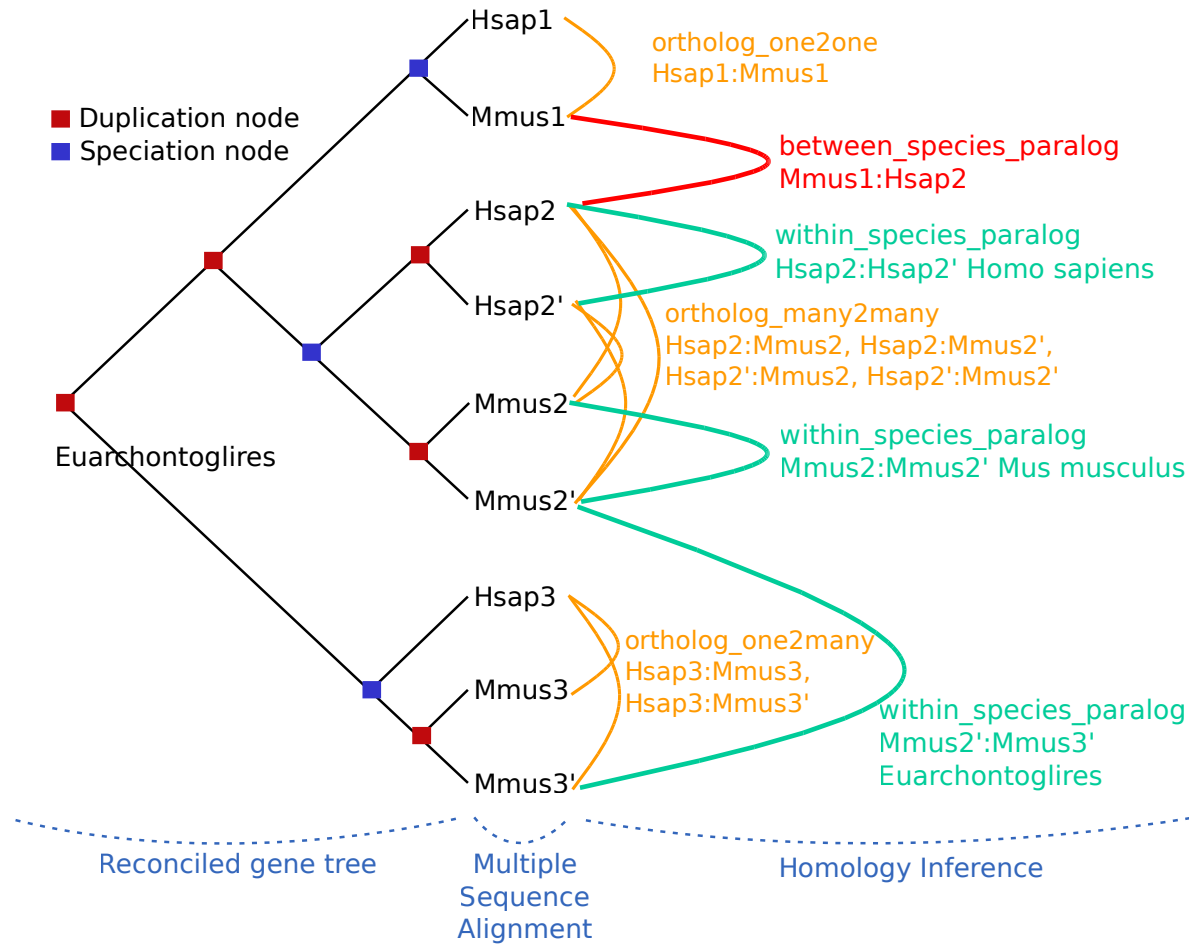 Hsap1
ortholog_one2one
Hsap1:Mmus1
Duplication node
Mmus1
Speciation node
between_species_paralog
Mmus1:Hsap2
Hsap2
within_species_paralog
Hsap2:Hsap2' Homo sapiens
Hsap2'
ortholog_many2many
Hsap2:Mmus2, Hsap2:Mmus2',
Hsap2':Mmus2, Hsap2':Mmus2'
Mmus2
within_species_paralog
Mmus2:Mmus2' Mus musculus
Euarchontoglires
Mmus2'
Hsap3
ortholog_one2many
Hsap3:Mmus3,
Hsap3:Mmus3'
Mmus3
within_species_paralog
Mmus2':Mmus3'
Euarchontoglires
Mmus3'
Reconciled gene tree
Multiple
Sequence
Alignment
Homology Inference